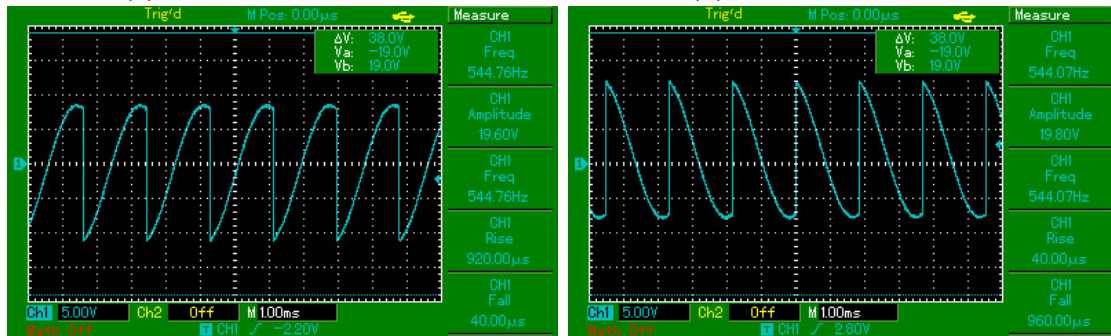 Trig'd M Pos: 0.00µs Measure
ΔV: 38.0V
Va: -19.0V
Vb: 19.0V
CH1
Freq
544.76Hz
CH1
Amplitude
19.60V
1
CH1
Freq
544.76Hz
CH1
Rise
920.00µs
CH1
Fall
40.00µs
Ch1 5.00V Ch2 Off M 1.00ms
Math Off T CH1 -2.20V
Trig'd M Pos: 0.00µs Measure
ΔV: 38.0V
Va: -19.0V
Vb: 19.0V
CH1
Freq
544.07Hz
CH1
Amplitude
19.80V
1
CH1
Freq
544.07Hz
CH1
Rise
40.00µs
CH1
Fall
960.00µs
Ch1 5.00V Ch2 Off M 1.00ms
Math Off T CH1 2.80V